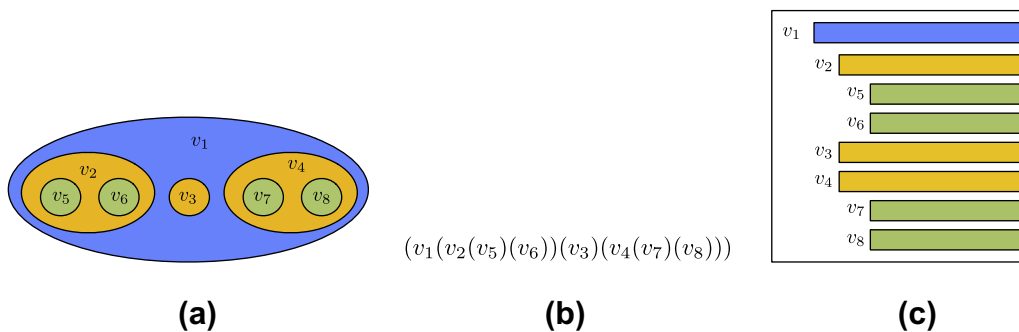 v₁
v₂
v₄
v₅
v₆
v₃
v₇
v₈
(a)
(v₁(v₂(v₅)(v₆))(v₃)(v₄(v₇)(v₈)))
(b)
v₁
v₂
v₅
v₆
v₃
v₄
v₇
v₈
(c)